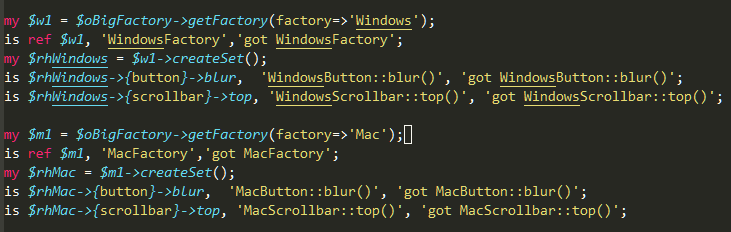 my $w1 = $oBigFactory->getFactory(factory=>'Windows');
is ref $w1, 'WindowsFactory','got WindowsFactory';
my $rhWindows = $w1->createSet();
is $rhWindows->{button}->blur,  'WindowsButton::blur()', 'got WindowsButton::blur()';
is $rhWindows->{scrollbar}->top, 'WindowsScrollbar::top()', 'got WindowsScrollbar::top()';
my $m1 = $oBigFactory->getFactory(factory=>'Mac');
is ref $m1, 'MacFactory','got MacFactory';
my $rhMac = $m1->createSet();
is $rhMac->{button}->blur,  'MacButton::blur()', 'got MacButton::blur()';
is $rhMac->{scrollbar}->top, 'MacScrollbar::top()', 'got MacScrollbar::top()';